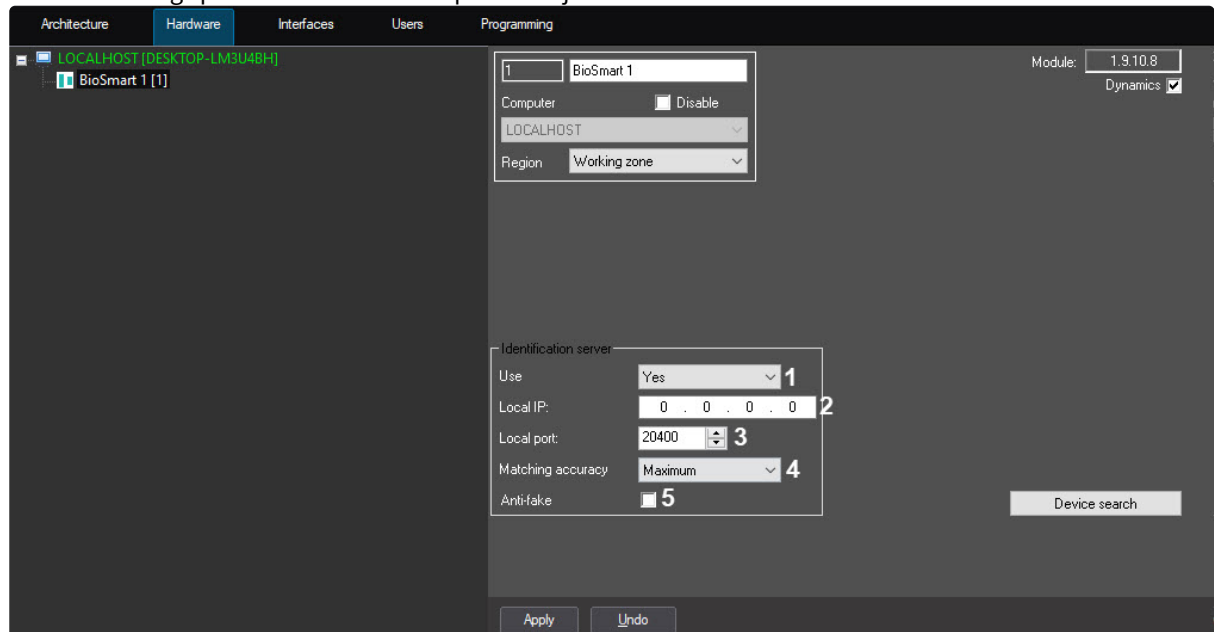 Architecture Hardware Interfaces Users Programming
LOCALHOST [DESKTOP-LM3U4BH]
BioSmart 1 [1]
1 BioSmart 1
Module: 1.9.10.8
Dynamics
Computer Disable
LOCALHOST
Region Working zone
Identification server
Use Yes 1
Local IP: 0 . 0 . 0 . 0 2
Local port: 20400 3
Matching accuracy Maximum 4
Anti-fake 5
Device search
Apply Undo